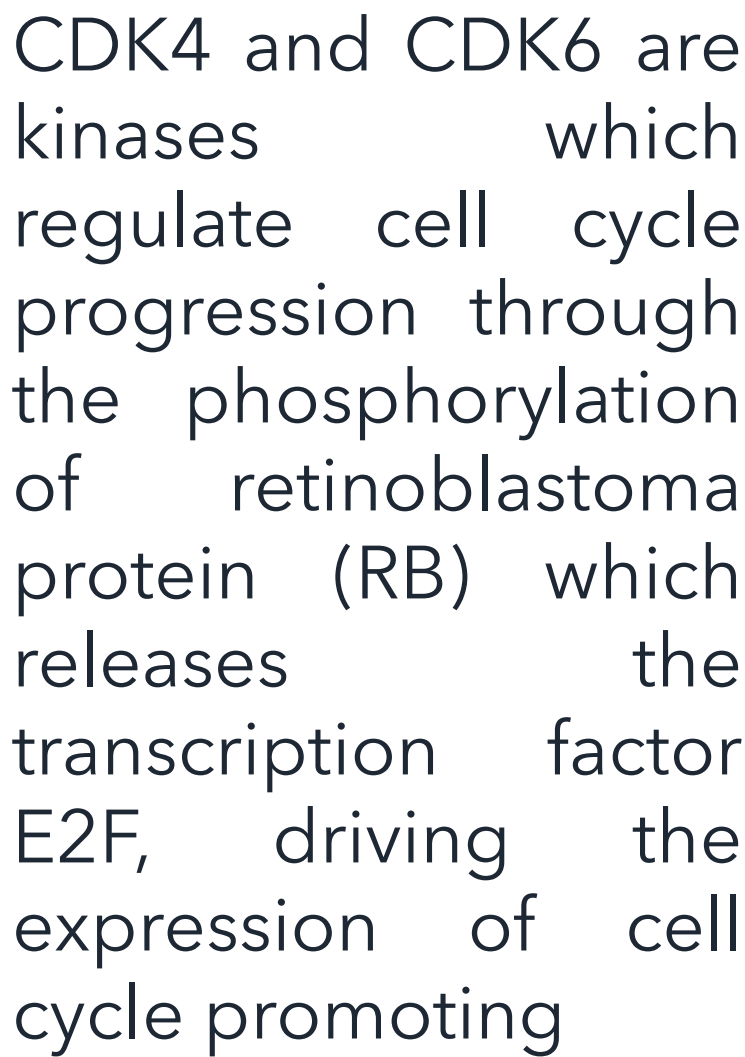 CDK4 and CDK6 are
kinases which
regulate cell cycle
progression through
the phosphorylation
of retinoblastoma
protein (RB) which
releases the
transcription factor
E2F, driving the
expression of cell
cycle promoting